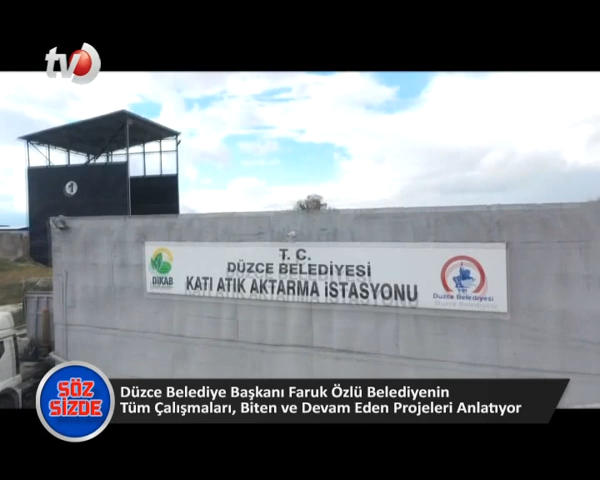 tv
1
T. C.
DÜZCE BELEDİYESİ
KATI ATIK AKTARMA İSTASYONU
DİKAB
Düzce Belediyesi
SÖZ
SİZDE
Düzce Belediye Başkanı Faruk Özlü Belediyenin
Tüm Çalışmaları, Biten ve Devam Eden Projeleri Anlatıyor